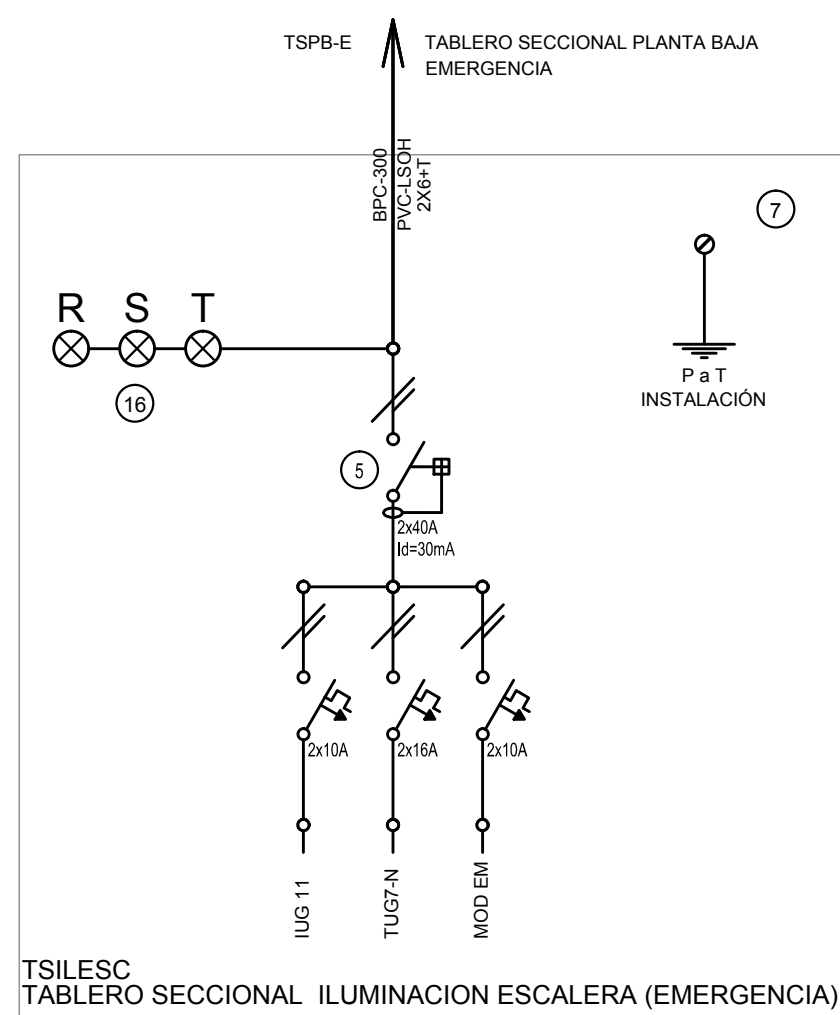 TSPB-E
TABLERO SECCIONAL PLANTA BAJA
EMERGENCIA
BPC-300
PVC-LSOH
2X6+T
7
R S T
16
P a T
INSTALACIÓN
5
2x40A
Id=30mA
2x10A
2x16A
2x10A
IUG 11
TUG7-N
MOD EM
TSILESC
TABLERO SECCIONAL ILUMINACION ESCALERA (EMERGENCIA)